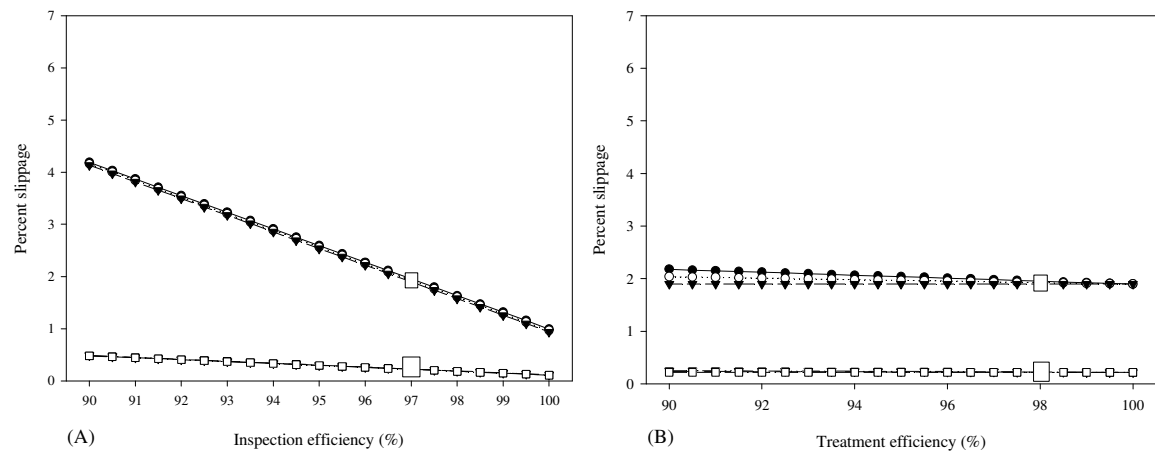 7
6
5
4
3
2
1
0
Percent slippage
90 91 92 93 94 95 96 97 98 99 100
(A) Inspection efficiency (%)
7
6
5
4
3
2
1
0
Percent slippage
90 92 94 96 98 100
(B) Treatment efficiency (%)